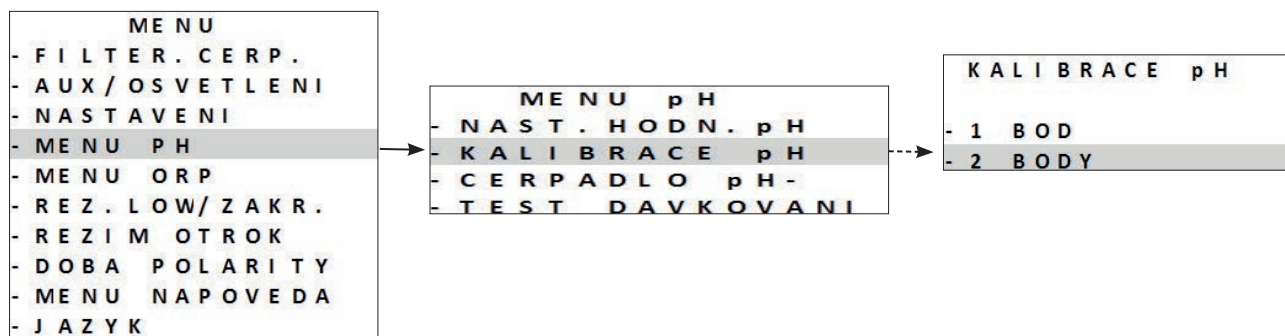 MENU
- FILTER.CERP.
- AUX/OSVETLENI
- NASTAVENI
- MENU PH
- MENU ORP
- REZ.LOW/ZAKR.
- REZIM OTROK
- DOBA POLARITY
- MENU NAPOVEDA
- JAZYK
MENU pH
- NAST.HODN.pH
- KALIBRACE pH
- CERPADLO pH-
- TEST DAVKOVANI
KALIBRACE pH
- 1 BOD
- 2 BODY